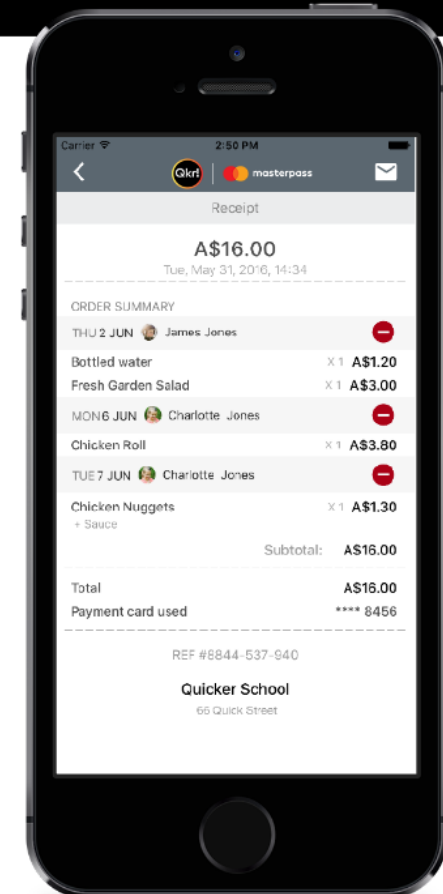 Carrier 2:50 PM
Qkr! masterpass
Receipt
A$16.00
Tue, May 31, 2016, 14:34
ORDER SUMMARY
THU 2 JUN James Jones
Bottled water X 1 A$1.20
Fresh Garden Salad X 1 A$3.00
MON 6 JUN Charlotte Jones
Chicken Roll X 1 A$3.80
TUE 7 JUN Charlotte Jones
Chicken Nuggets X 1 A$1.30
+ Sauce
Subtotal: A$16.00
Total A$16.00
Payment card used **** 8456
REF #8844-537-940
Quicker School
66 Quick Street